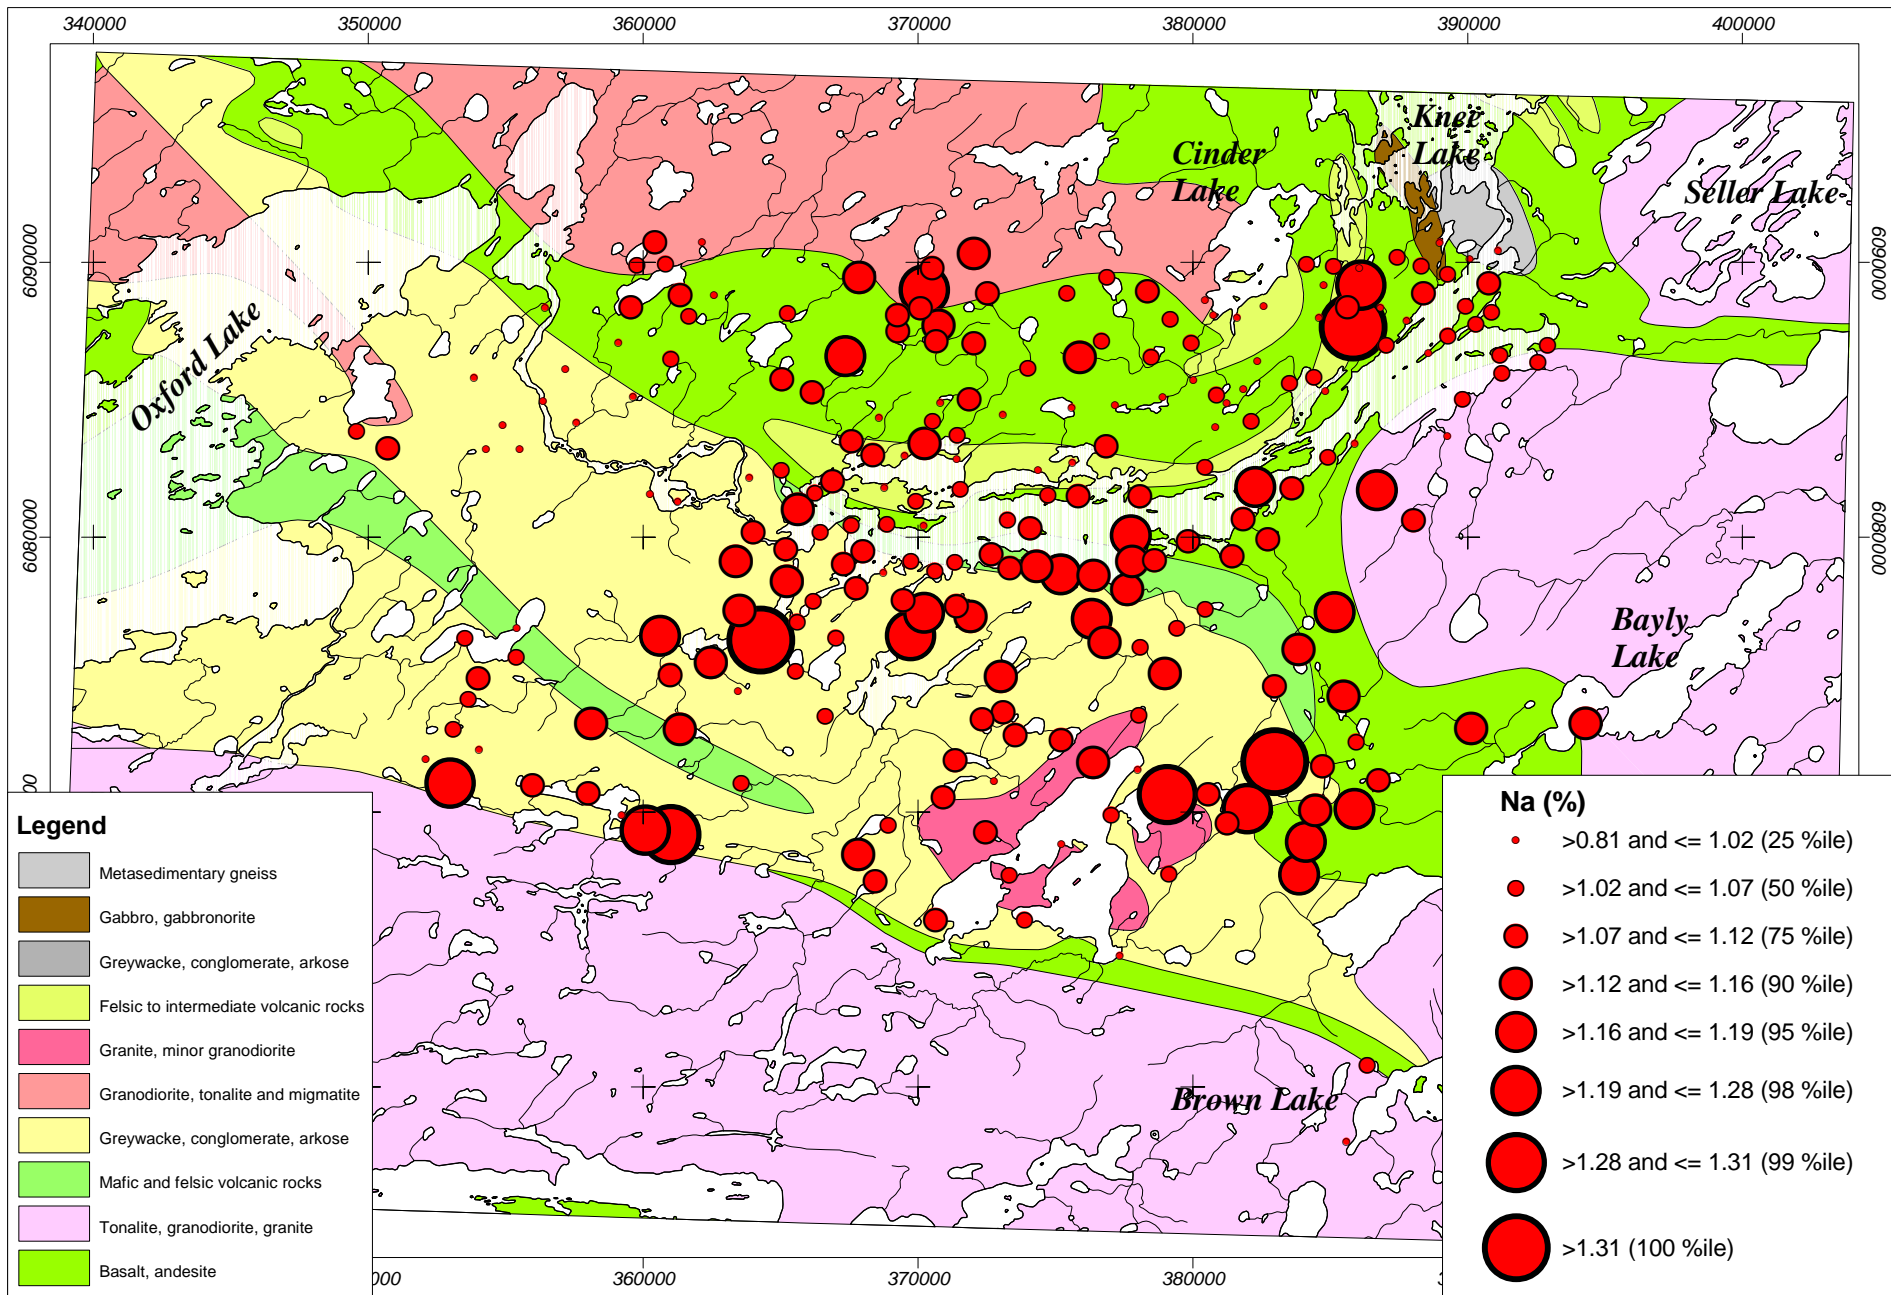 340000 350000 360000 370000 380000 390000 400000
Knee
Lake
Cinder
Lake
Seller Lake
6090000 6090000
Oxford Lake
6080000 6080000
Bayly
Lake
Brown Lake
Legend
Metasedimentary gneiss
Gabbro, gabbronorite
Greywacke, conglomerate, arkose
Felsic to intermediate volcanic rocks
Granite, minor granodiorite
Granodiorite, tonalite and migmatite
Greywacke, conglomerate, arkose
Mafic and felsic volcanic rocks
Tonalite, granodiorite, granite
Basalt, andesite
Na (%)
>0.81 and <= 1.02 (25 %ile)
>1.02 and <= 1.07 (50 %ile)
>1.07 and <= 1.12 (75 %ile)
>1.12 and <= 1.16 (90 %ile)
>1.16 and <= 1.19 (95 %ile)
>1.19 and <= 1.28 (98 %ile)
>1.28 and <= 1.31 (99 %ile)
>1.31 (100 %ile)
360000 370000 380000